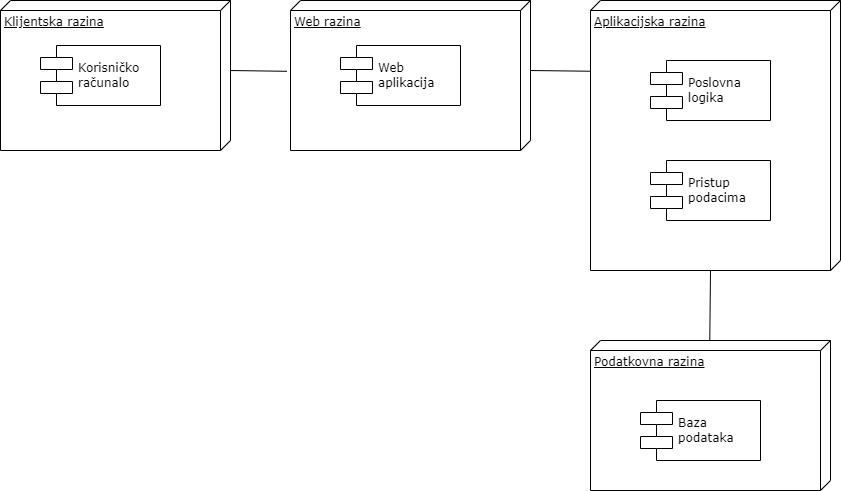 Klijentska razina
Korisničko
računalo
Web razina
Web
aplikacija
Aplikacijska razina
Poslovna
logika
Pristup
podacima
Podatkovna razina
Baza
podataka